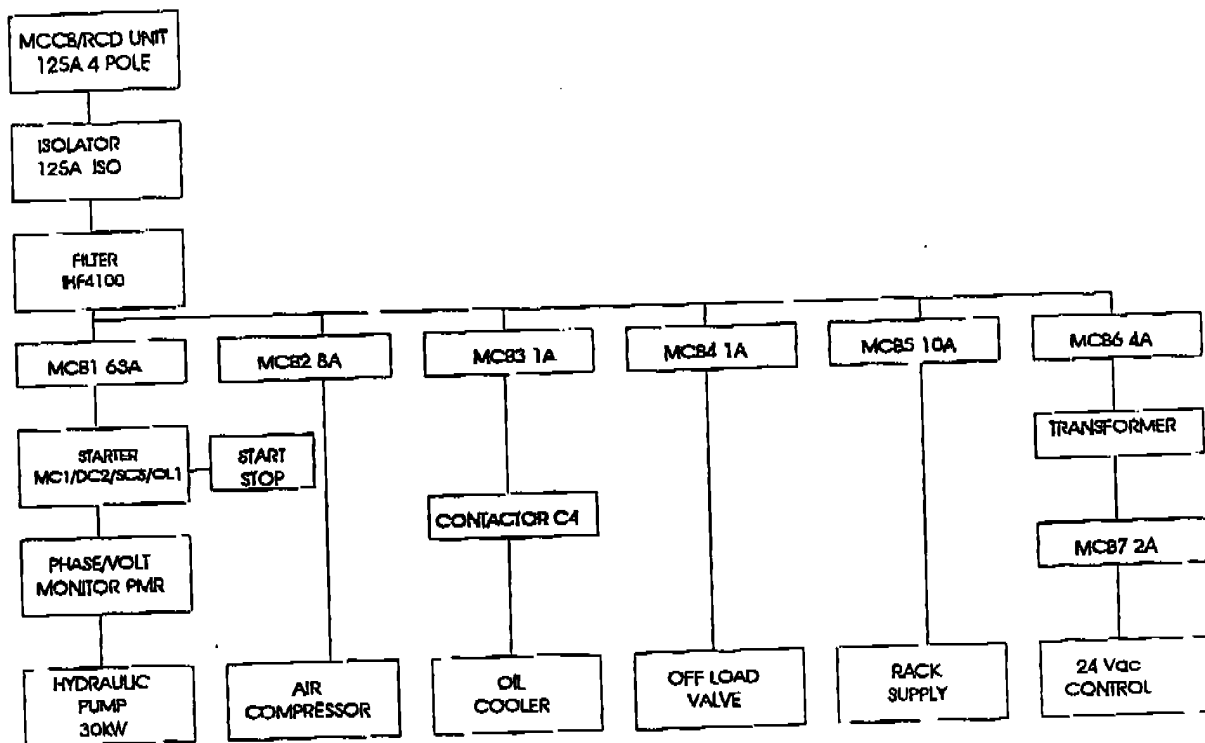 MCCB/RCD UNIT
125A 4 POLE
ISOLATOR
125A ISO
FILTER
IHF4100
MCB1 63A
MCB2 8A
MCB3 1A
MCB4 1A
MCB5 10A
MCB6 4A
STARTER
MC1/DC2/SC3/OL1
START
STOP
TRANSFORMER
CONTACTOR C4
MCB7 2A
PHASE/VOLT
MONITOR PMR
HYDRAULIC
PUMP
30KW
AIR
COMPRESSOR
OIL
COOLER
OFF LOAD
VALVE
RACK
SUPPLY
24 Vac
CONTROL